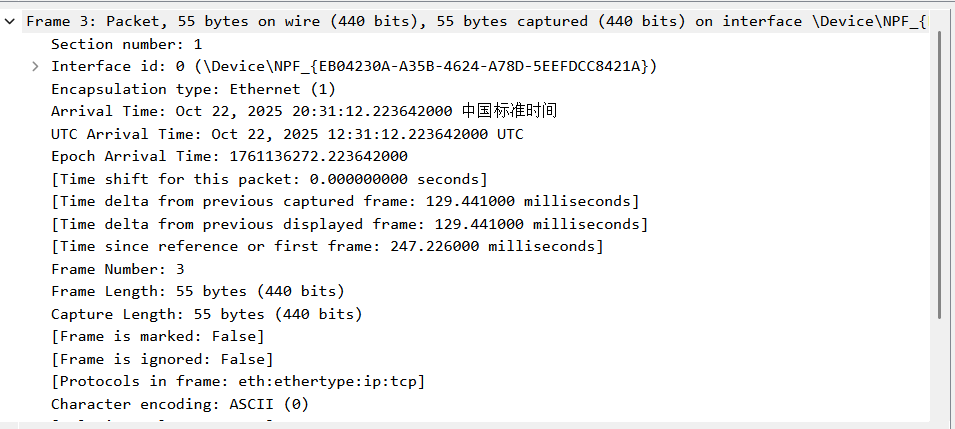 Frame 3: Packet, 55 bytes on wire (440 bits), 55 bytes captured (440 bits) on interface \Device\NPF_{
Section number: 1
Interface id: 0 (\Device\NPF_{EB04230A-A35B-4624-A78D-5EEFDCC8421A})
Encapsulation type: Ethernet (1)
Arrival Time: Oct 22, 2025 20:31:12.223642000 中国标准时间
UTC Arrival Time: Oct 22, 2025 12:31:12.223642000 UTC
Epoch Arrival Time: 1761136272.223642000
[Time shift for this packet: 0.000000000 seconds]
[Time delta from previous captured frame: 129.441000 milliseconds]
[Time delta from previous displayed frame: 129.441000 milliseconds]
[Time since reference or first frame: 247.226000 milliseconds]
Frame Number: 3
Frame Length: 55 bytes (440 bits)
Capture Length: 55 bytes (440 bits)
[Frame is marked: False]
[Frame is ignored: False]
[Protocols in frame: eth:ethertype:ip:tcp]
Character encoding: ASCII (0)